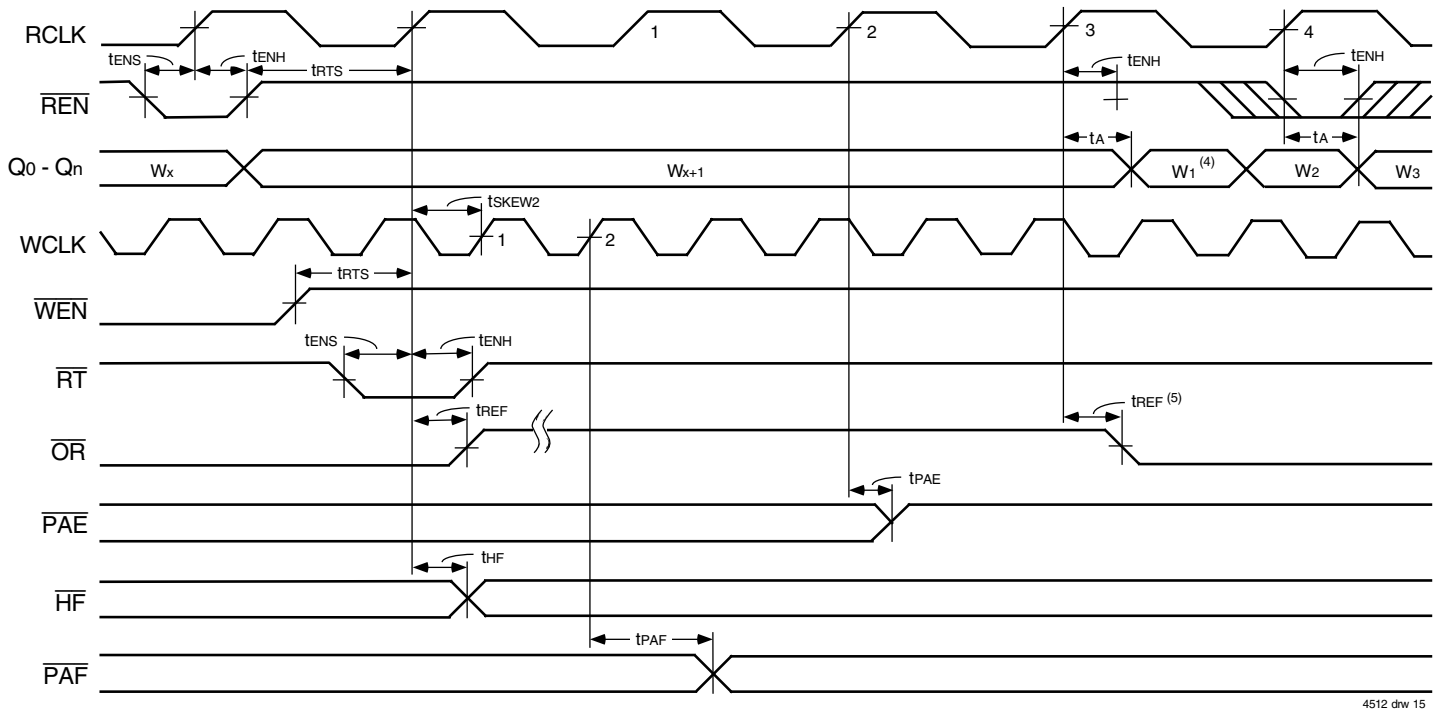 RCLK 1 2 3 4
tENS tENH tRTS tENH tENH
REN
tA tA
Q0 - Qn Wx Wx+1 W1 (4) W2 W3
tSKEW2
WCLK 1 2
tRTS
WEN
tENS tENH
RT
tREF tREF (5)
OR
tPAE
PAE
tHF
HF
tPAF
PAF
4512 drw 15